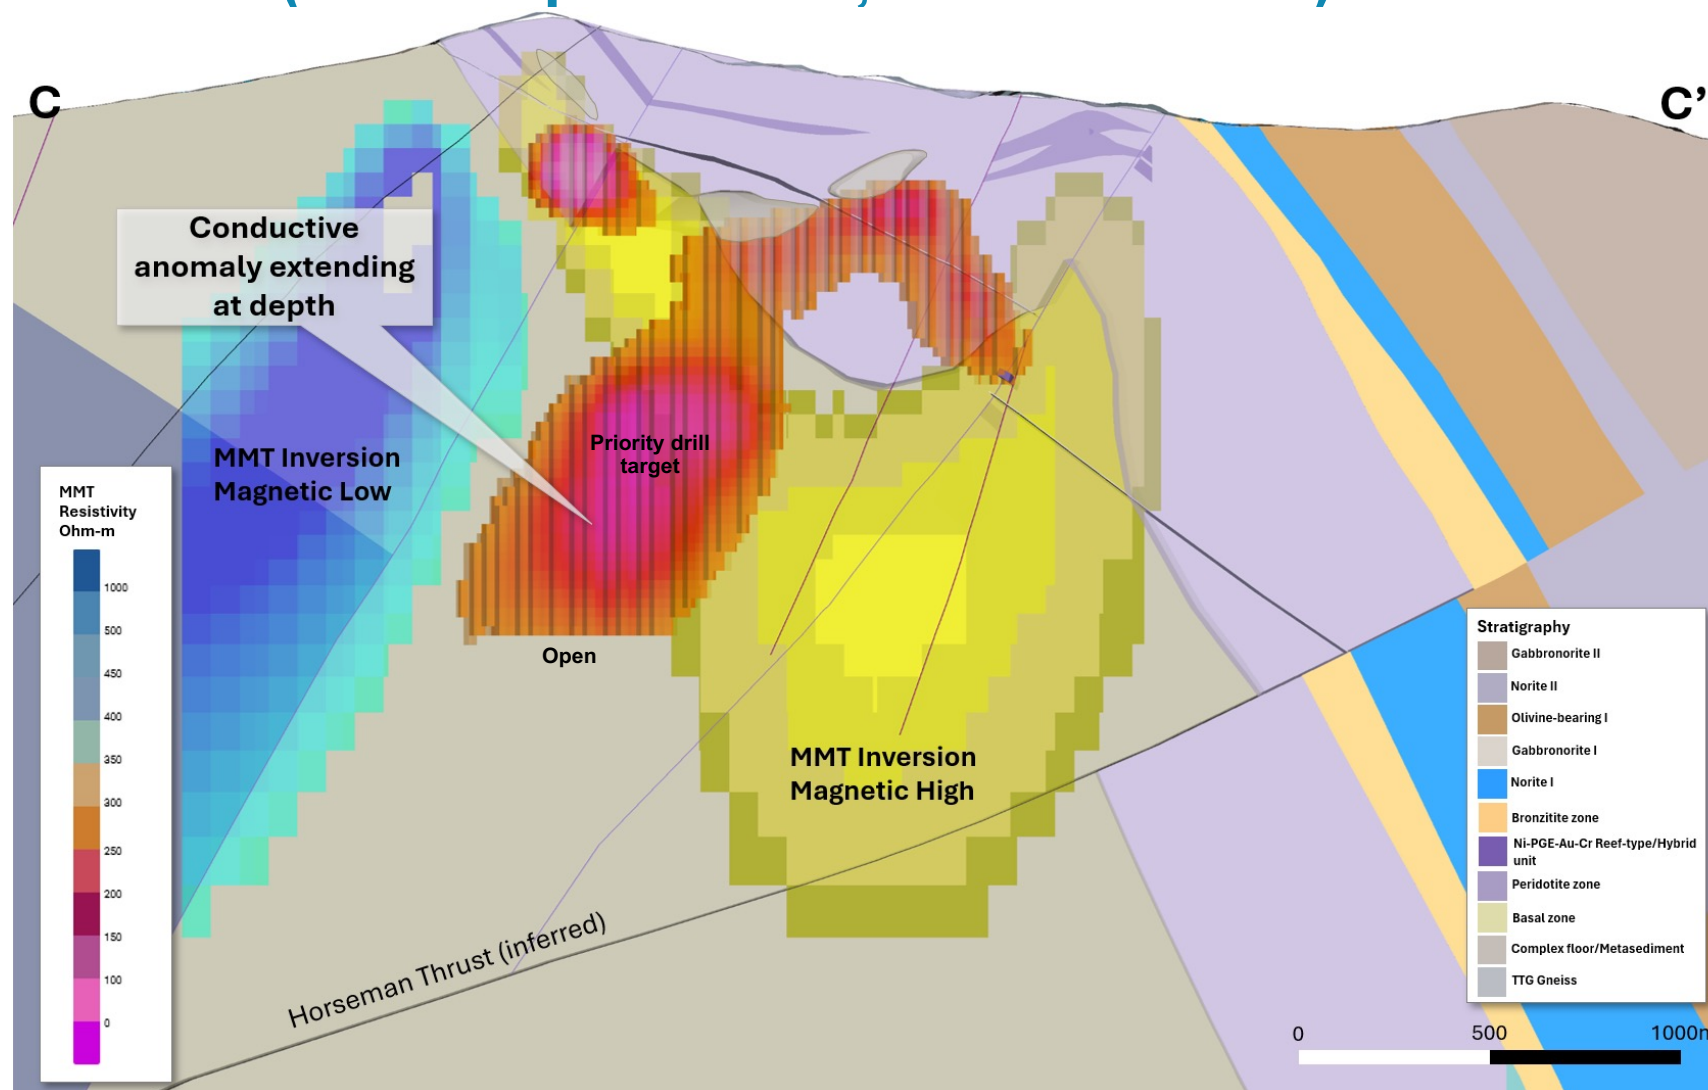 C
C’
Conductive
anomaly extending
at depth
Priority drill
target
MMT Inversion
Magnetic Low
Open
MMT Inversion
Magnetic High
Horseman Thrust (inferred)
MMT
Resistivity
Ohm-m
1000
500
450
400
350
300
250
200
150
100
0
Stratigraphy
Gabbronorite II
Norite II
Olivine-bearing I
Gabbronorite I
Norite I
Bronzitite zone
Ni-PGE-Au-Cr Reef-type/Hybrid
unit
Peridotite zone
Basal zone
Complex floor/Metasediment
TTG Gneiss
0 500 1000m